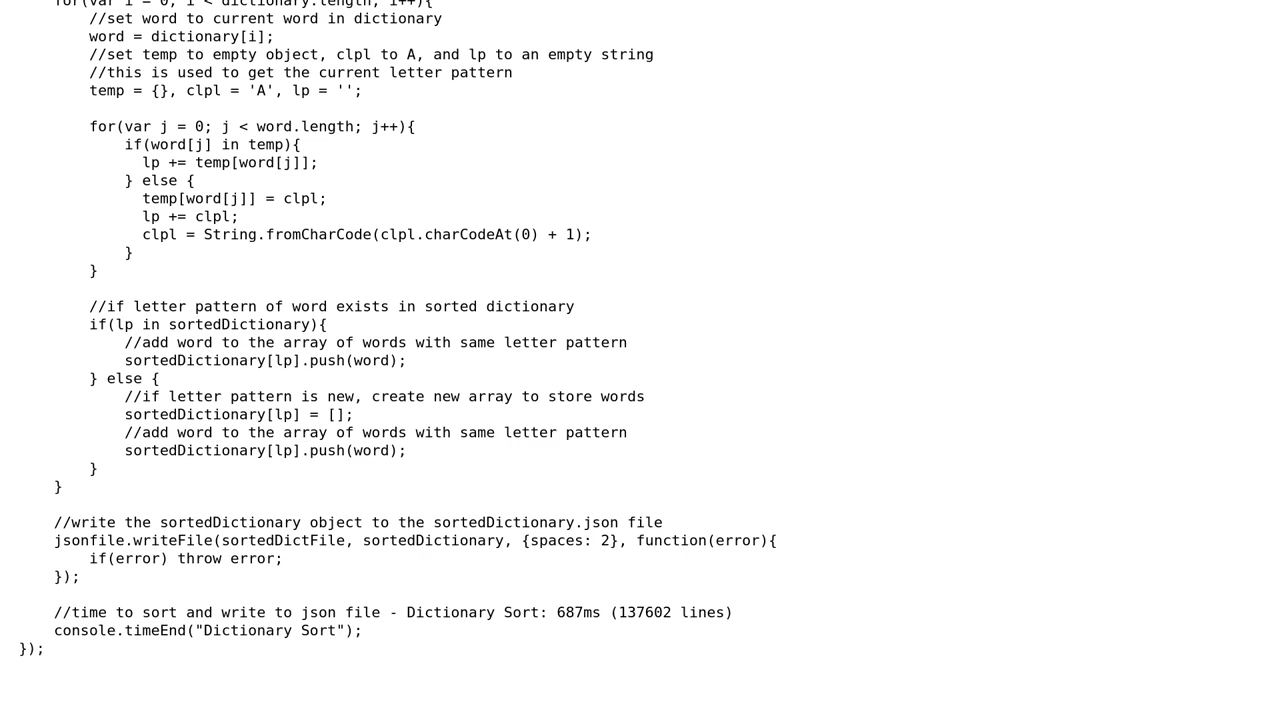 for(var i = 0; i < dictionary.length; i++){
//set word to current word in dictionary
word = dictionary[i];
//set temp to empty object, clpl to A, and lp to an empty string
//this is used to get the current letter pattern
temp = {}, clpl = 'A', lp = '';
for(var j = 0; j < word.length; j++){
if(word[j] in temp){
lp += temp[word[j]];
} else {
temp[word[j]] = clpl;
lp += clpl;
clpl = String.fromCharCode(clpl.charCodeAt(0) + 1);
}
}
//if letter pattern of word exists in sorted dictionary
if(lp in sortedDictionary){
//add word to the array of words with same letter pattern
sortedDictionary[lp].push(word);
} else {
//if letter pattern is new, create new array to store words
sortedDictionary[lp] = [];
//add word to the array of words with same letter pattern
sortedDictionary[lp].push(word);
}
}
//write the sortedDictionary object to the sortedDictionary.json file
jsonfile.writeFile(sortedDictFile, sortedDictionary, {spaces: 2}, function(error){
if(error) throw error;
});
//time to sort and write to json file - Dictionary Sort: 687ms (137602 lines)
console.timeEnd("Dictionary Sort");
});